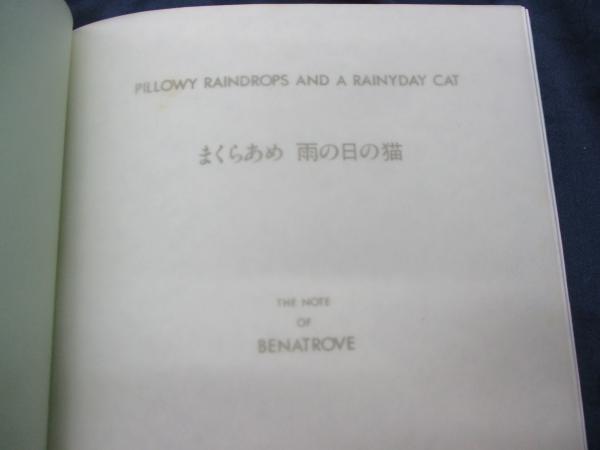 PILLOWY RAINDROPS AND A RAINYDAY CAT
まくらあめ 雨の日の猫
THE NOTE
OF
BENATROVE